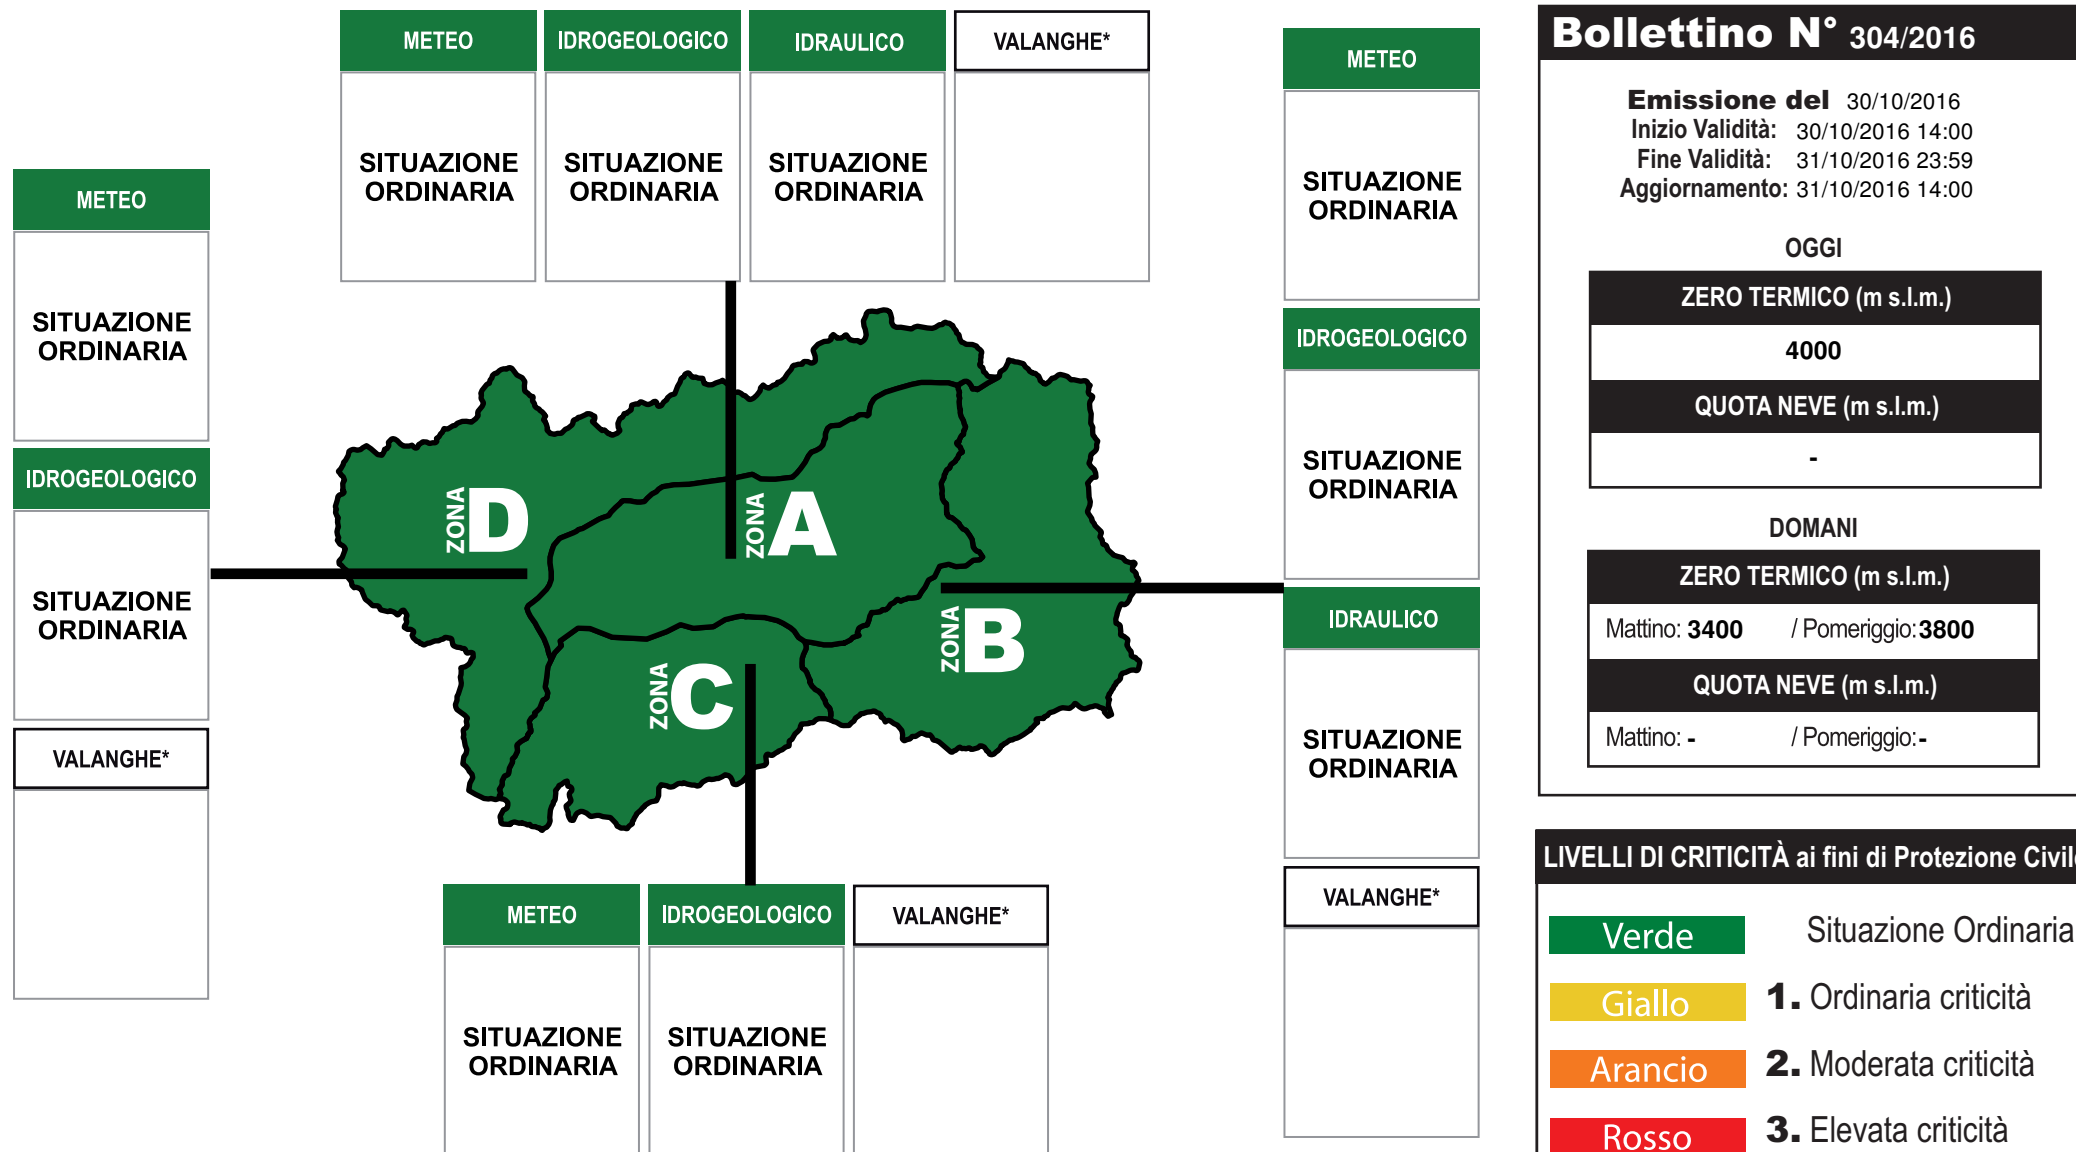 METEO
IDROGEOLOGICO
IDRAULICO
VALANGHE*
SITUAZIONE
ORDINARIA
SITUAZIONE
ORDINARIA
SITUAZIONE
ORDINARIA
METEO
SITUAZIONE
ORDINARIA
IDROGEOLOGICO
SITUAZIONE
ORDINARIA
VALANGHE*
ZONA D
ZONA A
ZONA B
ZONA C
METEO
SITUAZIONE
ORDINARIA
IDROGEOLOGICO
SITUAZIONE
ORDINARIA
IDRAULICO
SITUAZIONE
ORDINARIA
VALANGHE*
METEO
IDROGEOLOGICO
VALANGHE*
SITUAZIONE
ORDINARIA
SITUAZIONE
ORDINARIA
Bollettino N° 304/2016
Emissione del 30/10/2016
Inizio Validità: 30/10/2016 14:00
Fine Validità: 31/10/2016 23:59
Aggiornamento: 31/10/2016 14:00
OGGI
ZERO TERMICO (m s.l.m.)
4000
QUOTA NEVE (m s.l.m.)
-
DOMANI
ZERO TERMICO (m s.l.m.)
Mattino: 3400 / Pomeriggio: 3800
QUOTA NEVE (m s.l.m.)
Mattino: - / Pomeriggio: -
LIVELLI DI CRITICITÀ ai fini di Protezione Civil
Verde Situazione Ordinaria
Giallo 1. Ordinaria criticità
Arancio 2. Moderata criticità
Rosso 3. Elevata criticità